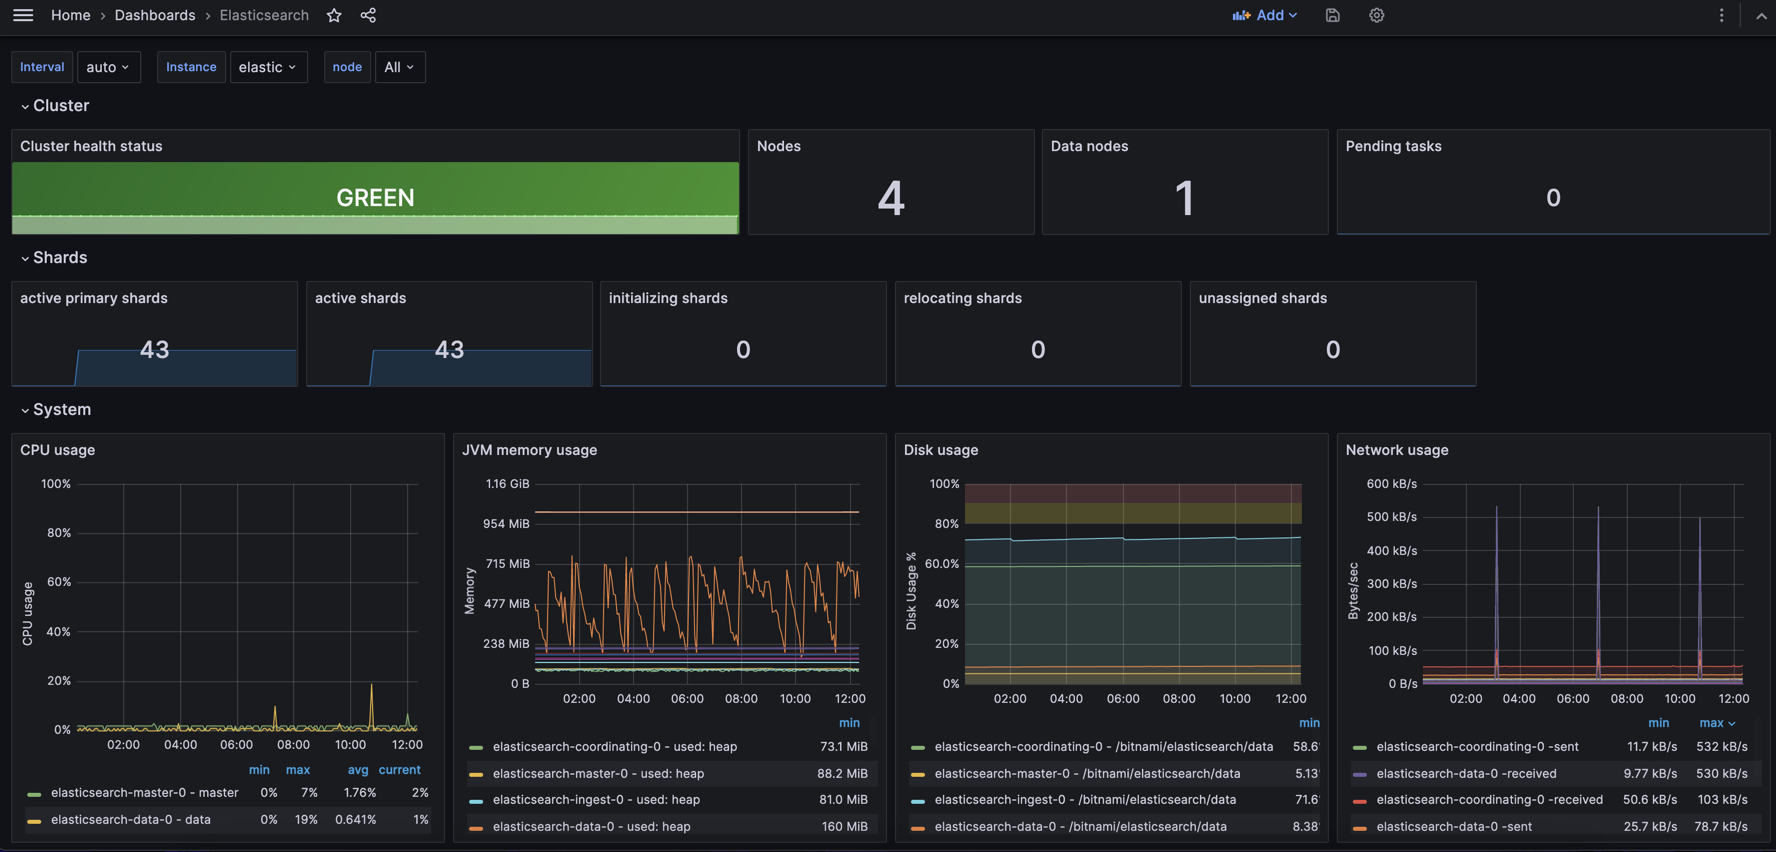 Home > Dashboards > Elasticsearch
Add
Interval auto Instance elastic node All
Cluster
Cluster health status
GREEN
Nodes
4
Data nodes
1
Pending tasks
0
Shards
active primary shards
43
active shards
43
initializing shards
0
relocating shards
0
unassigned shards
0
System
CPU usage
CPU usage
100%
80%
60%
40%
20%
0%
02:00 04:00 06:00 08:00 10:00 12:00
min max avg current
elasticsearch-master-0 - master 0% 7% 1.76% 2%
elasticsearch-data-0 - data 0% 19% 0.641% 1%
JVM memory usage
Memory
1.16 GiB
954 MiB
715 MiB
477 MiB
238 MiB
0 B
02:00 04:00 06:00 08:00 10:00 12:00
min
elasticsearch-coordinating-0 - used: heap 73.1 MiB
elasticsearch-master-0 - used: heap 88.2 MiB
elasticsearch-ingest-0 - used: heap 81.0 MiB
elasticsearch-data-0 - used: heap 160 MiB
Disk usage
Disk Usage %
100%
80%
60.0%
40%
20%
0%
02:00 04:00 06:00 08:00 10:00 12:00
min
elasticsearch-coordinating-0 - /bitnami/elasticsearch/data 58.6
elasticsearch-master-0 - /bitnami/elasticsearch/data 5.13
elasticsearch-ingest-0 - /bitnami/elasticsearch/data 71.6
elasticsearch-data-0 - /bitnami/elasticsearch/data 8.38
Network usage
Bytes/sec
600 kB/s
500 kB/s
400 kB/s
300 kB/s
200 kB/s
100 kB/s
0 B/s
02:00 04:00 06:00 08:00 10:00 12:00
min max
elasticsearch-coordinating-0 -sent 11.7 kB/s 532 kB/s
elasticsearch-data-0 -received 9.77 kB/s 530 kB/s
elasticsearch-coordinating-0 -received 50.6 kB/s 103 kB/s
elasticsearch-data-0 -sent 25.7 kB/s 78.7 kB/s